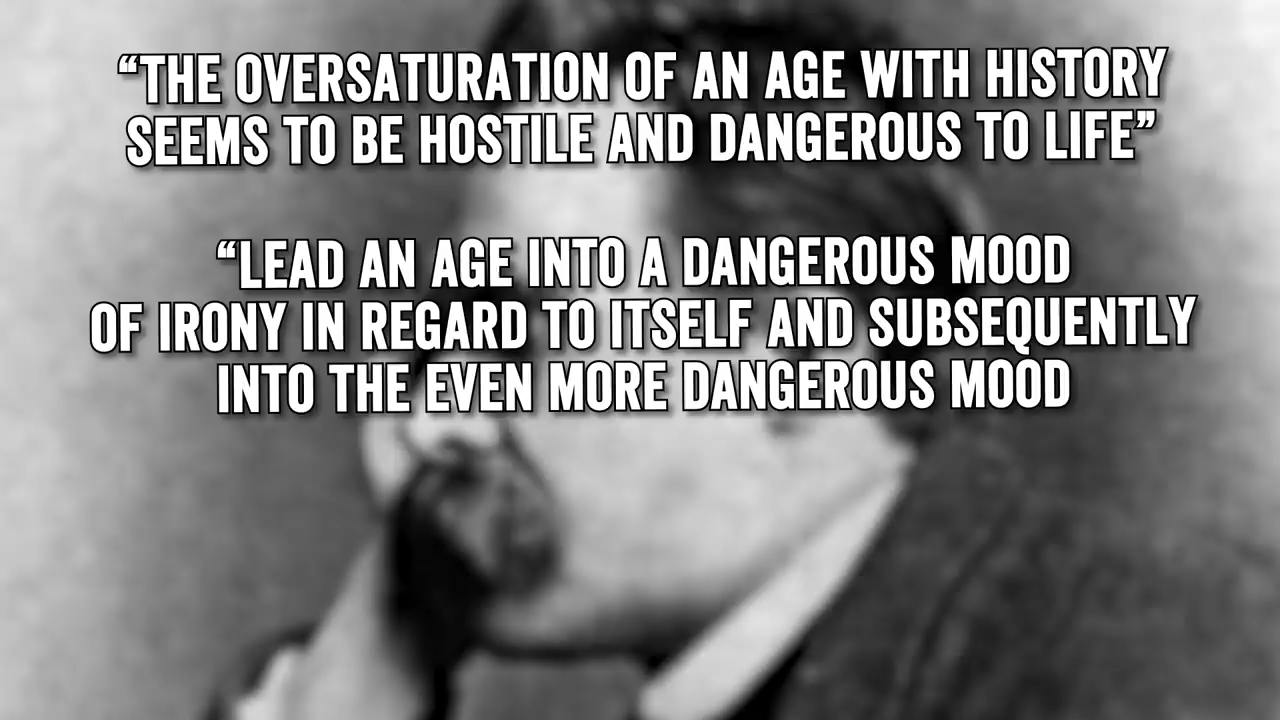 “THE OVERSATURATION OF AN AGE WITH HISTORY
SEEMS TO BE HOSTILE AND DANGEROUS TO LIFE”
“LEAD AN AGE INTO A DANGEROUS MOOD
OF IRONY IN REGARD TO ITSELF AND SUBSEQUENTLY
INTO THE EVEN MORE DANGEROUS MOOD